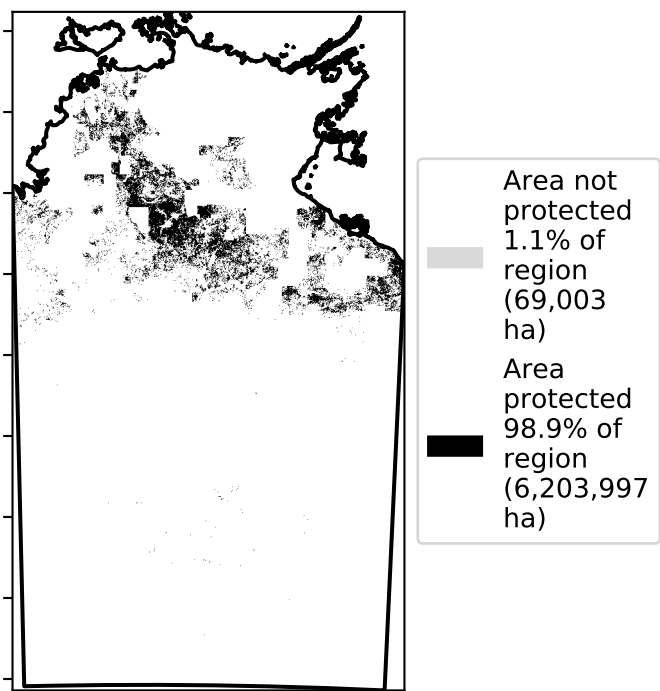 Area not
protected
1.1% of
region
(69,003
ha)
Area
protected
98.9% of
region
(6,203,997
ha)